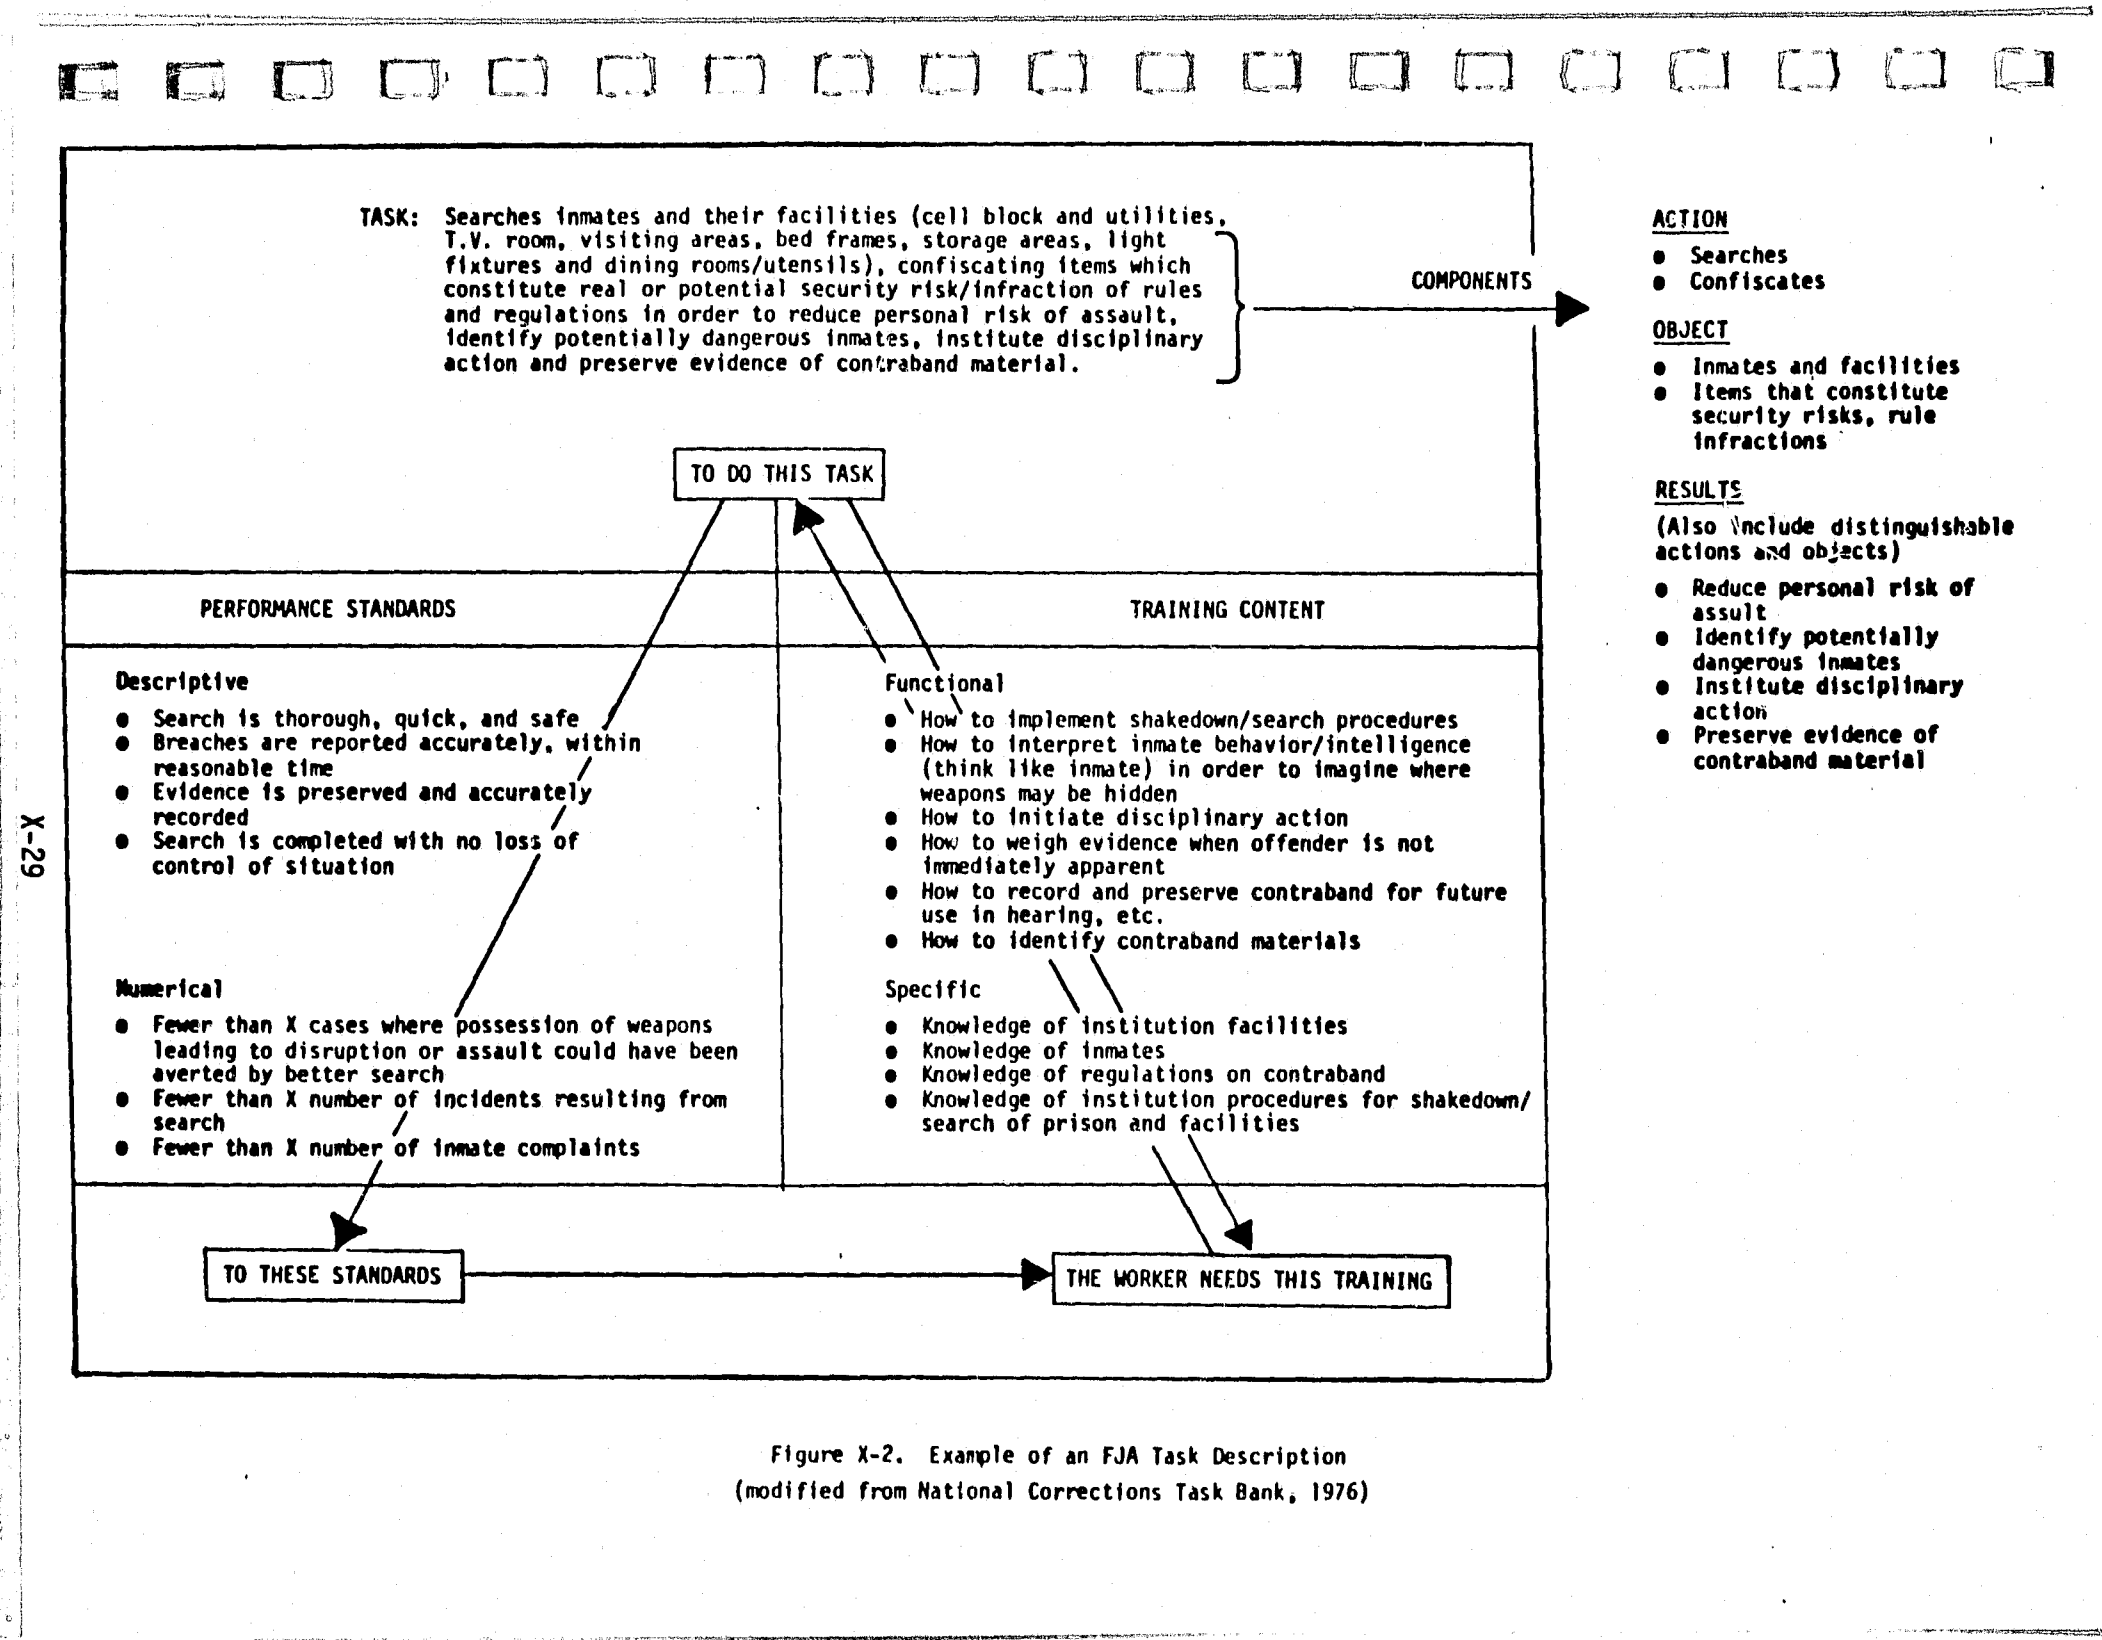 TASK: Searches inmates and their facilities (cell block and utilities,
T.V. room, visiting areas, bed frames, storage areas, light
fixtures and dining rooms/utensils), confiscating items which
constitute real or potential security risk/infraction of rules
and regulations in order to reduce personal risk of assault,
identify potentially dangerous inmates, institute disciplinary
action and preserve evidence of contraband material.
COMPONENTS
ACTION
● Searches
● Confiscates
OBJECT
● Inmates and facilities
● Items that constitute
security risks, rule
infractions
RESULTS
(Also include distinguishable
actions and objects)
● Reduce personal risk of
assult
● Identify potentially
dangerous inmates
● Institute disciplinary
action
● Preserve evidence of
contraband material
TO DO THIS TASK
PERFORMANCE STANDARDS
Descriptive
● Search is thorough, quick, and safe
● Breaches are reported accurately, within
reasonable time
● Evidence is preserved and accurately
recorded
● Search is completed with no loss of
control of situation
Numerical
● Fewer than X cases where possession of weapons
leading to disruption or assault could have been
averted by better search
● Fewer than X number of incidents resulting from
search
● Fewer than X number of inmate complaints
TRAINING CONTENT
Functional
● How to implement shakedown/search procedures
● How to interpret inmate behavior/intelligence
(think like inmate) in order to imagine where
weapons may be hidden
● How to initiate disciplinary action
● How to weigh evidence when offender is not
immediately apparent
● How to record and preserve contraband for future
use in hearing, etc.
● How to identify contraband materials
Specific
● Knowledge of institution facilities
● Knowledge of inmates
● Knowledge of regulations on contraband
● Knowledge of institution procedures for shakedown/
search of prison and facilities
TO THESE STANDARDS
THE WORKER NEEDS THIS TRAINING
X-29
Figure X-2. Example of an FJA Task Description
(modified from National Corrections Task Bank, 1976)